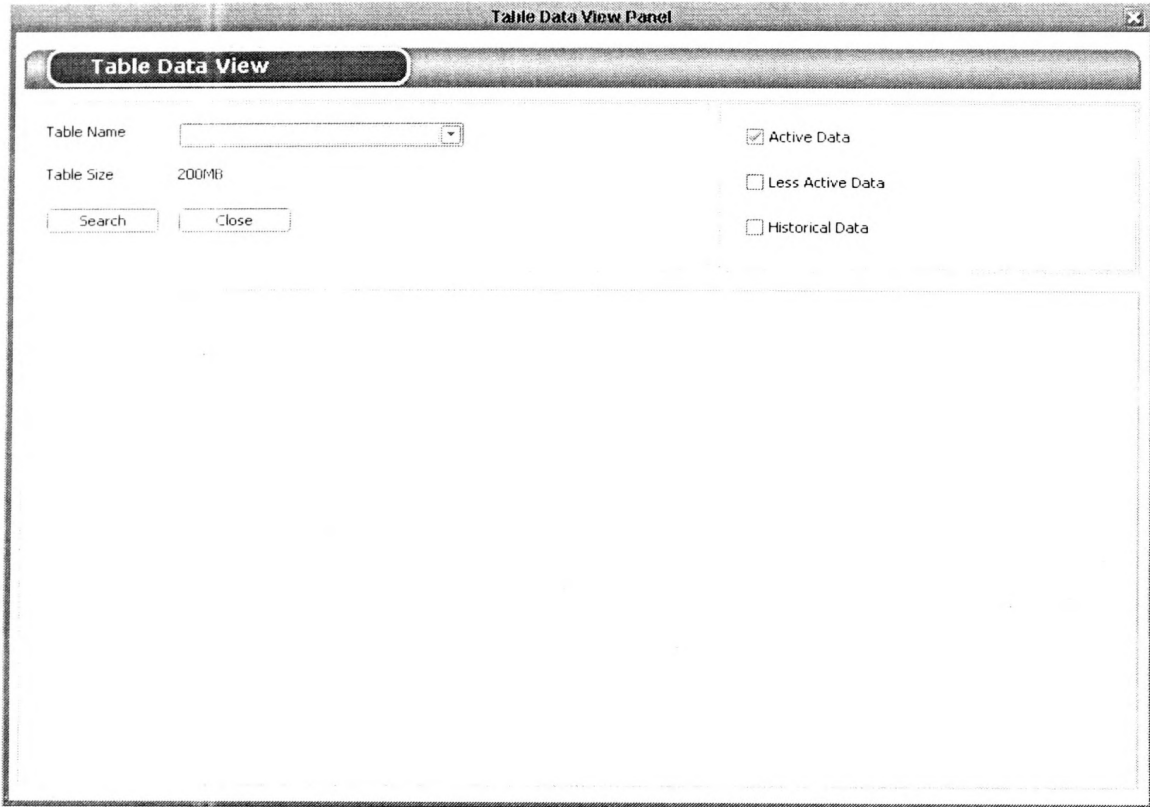 Table Data View Panel
Table Data View
Table Name
Table Size 200MB
Search Close
Active Data
Less Active Data
Historical Data